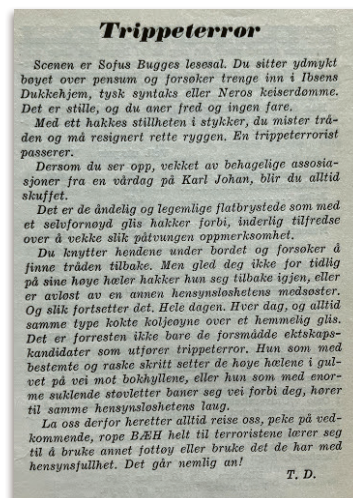 Trippeterror
Scenen er Sofus Bugges lesesal. Du sitter ydmykt
bøyet over pensum og forsøker trenge inn i Ibsens
Dukkehjem, tysk syntaks eller Neros keiserdømme.
Det er stille, og du aner fred og ingen fare.
Med ett hakkes stillheten i stykker, du mister trå-
den og må resignert rette ryggen. En trippeterrorist
passerer.
Dersom du ser opp, vekket av behagelige assosia-
sjoner fra en vårdag på Karl Johan, blir du alltid
skuffet.
Det er de åndelig og legemlige flatbrystede som med
et selvfornøyd glis hakker forbi, inderlig tilfredse
over å vekke slik påtvungen oppmerksomhet.
Du knytter hendene under bordet og forsøker å
finne tråden tilbake. Men gled deg ikke for tidlig
på sine høye hæler hakker hun seg tilbake igjen, eller
er avløst av en annen hensynsløshetens medsøster.
Og slik fortsetter det. Hele dagen. Hver dag, og alltid
samme type kokte koljeøyne over et hemmelig glis.
Det er forresten ikke bare de forsmådde ektskaps-
kandidater som utfører trippeterror. Hun som med
bestemte og raske skritt setter de høye hælene i gul-
vet på vei mot bokhyllene, eller hun som med enor-
me suklende støvletter baner seg vei forbi deg, hører
til samme hensynsløshetens laug.
La oss derfor heretter alltid reise oss, peke på ved-
kommende, rope BÆH helt til terroristene lærer seg
til å bruke annet fottøy eller bruke det de har med
hensynsfullhet. Det går nemlig an!
T. D.